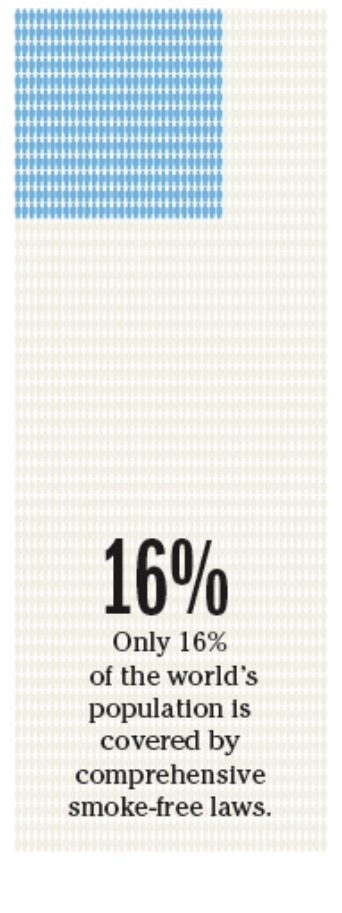 16%
Only 16%
of the world's
population is
covered by
comprehensive
smoke-free laws.